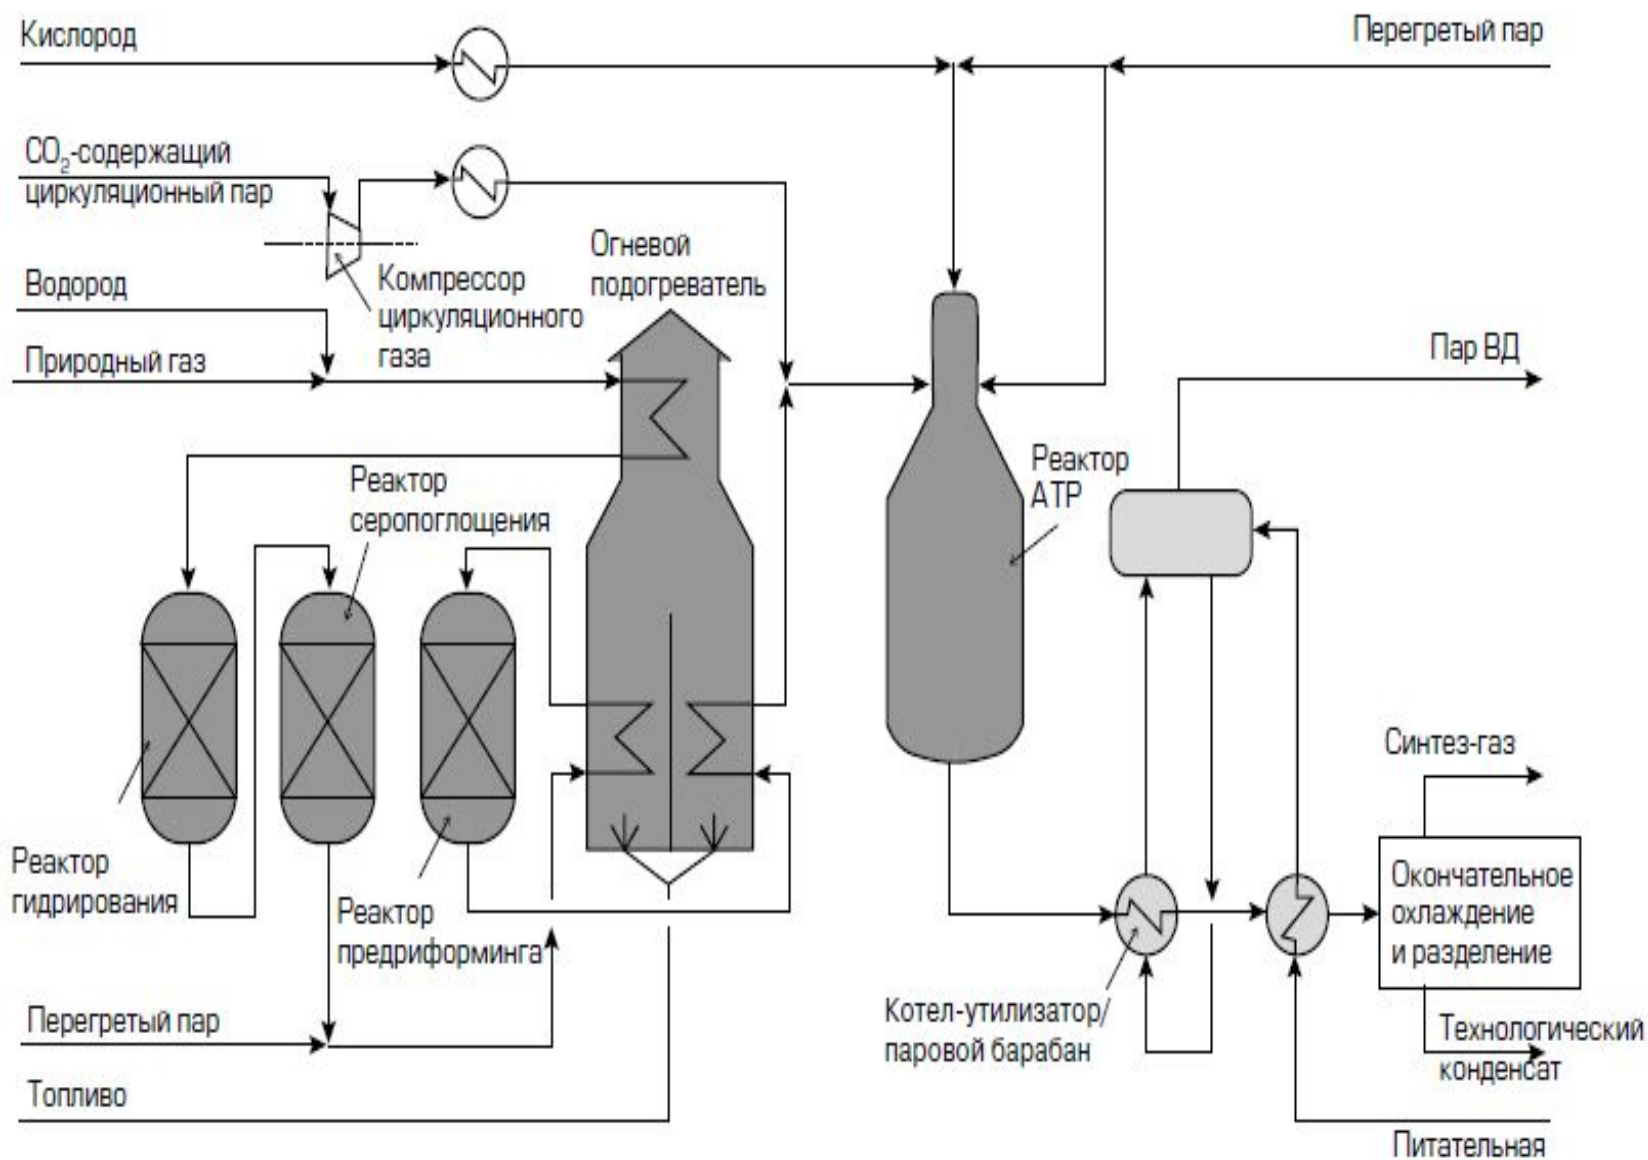 Кислород
Перегретый пар
CO₂-содержащий
циркуляционный пар
Водород
Природный газ
Компрессор
циркуляционного
газа
Огневой
подогреватель
Пар ВД
Реактор
серопоглощения
Реактор
АТР
Реактор
гидрирования
Реактор
предриформинга
Перегретый пар
Топливо
Котел-утилизатор/
паровой барабан
Синтез-газ
Окончательное
охлаждение
и разделение
Технологический
конденсат
Питательная